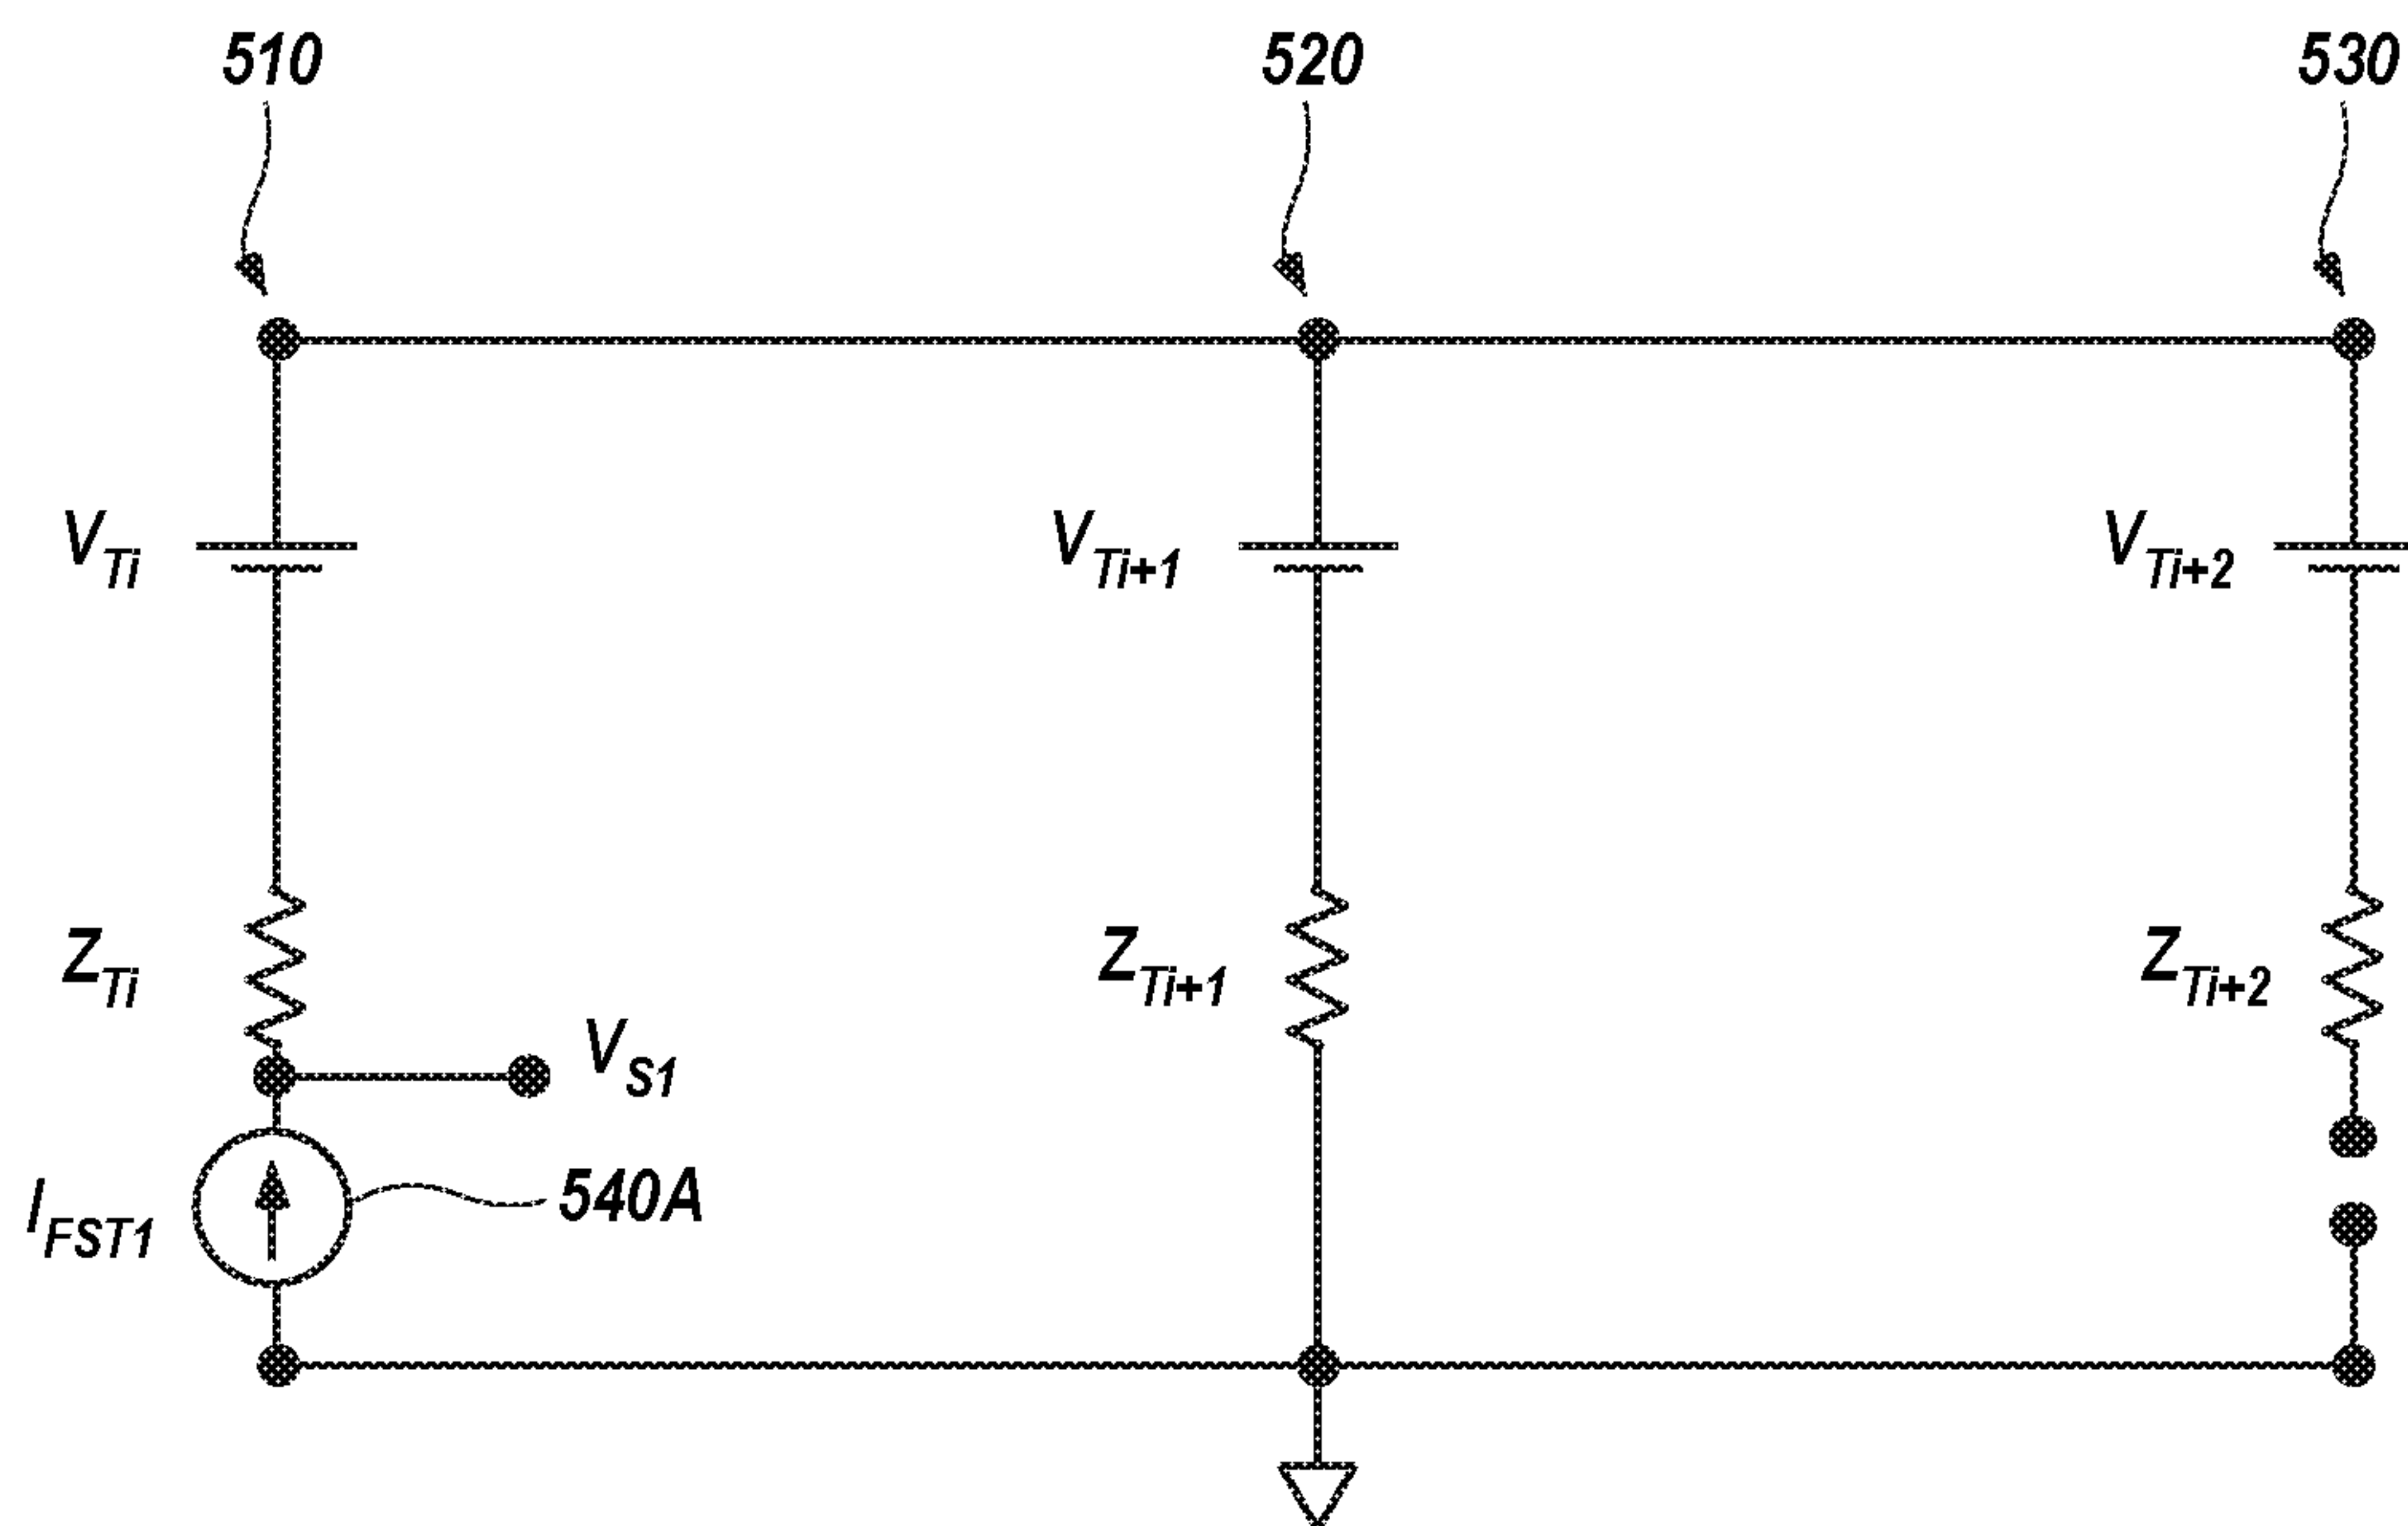 510 520 530
V_Ti V_Ti+1 V_Ti+2
Z_Ti Z_Ti+1 Z_Ti+2
V_S1
I_FST1 540A